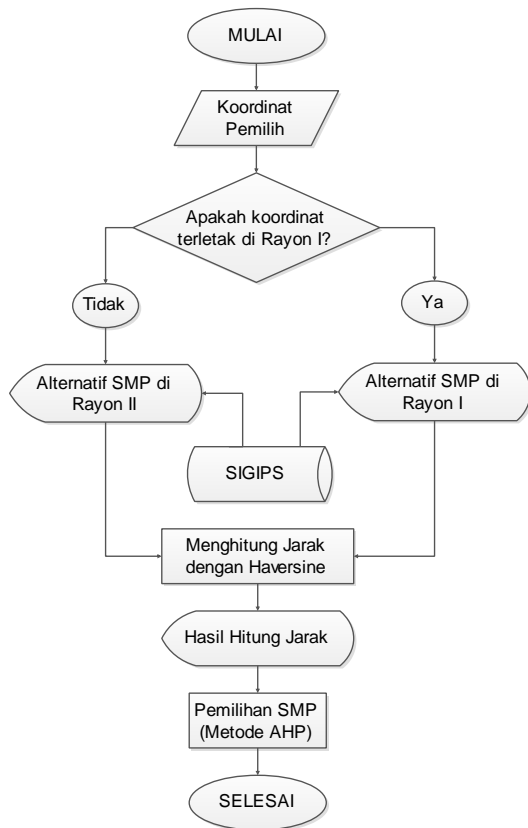 MULAI
Koordinat
Pemilih
Apakah koordinat
terletak di Rayon I?
Tidak
Ya
Alternatif SMP di
Rayon II
Alternatif SMP di
Rayon I
SIGIPS
Menghitung Jarak
dengan Haversine
Hasil Hitung Jarak
Pemilihan SMP
(Metode AHP)
SELESAI